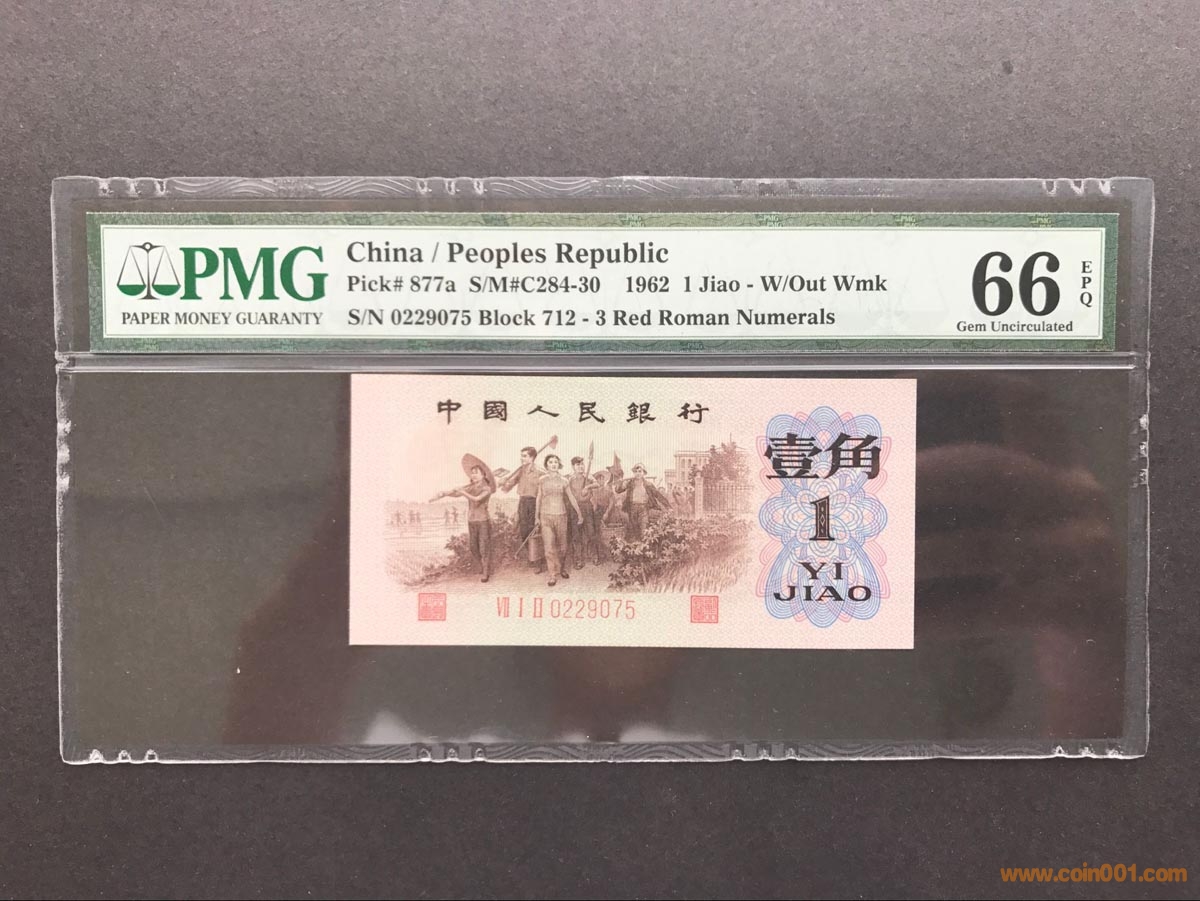 PMG
PAPER MONEY GUARANTY
China / Peoples Republic
Pick# 877a S/M#C284-30 1962 1 Jiao - W/Out Wmk
S/N 0229075 Block 712 - 3 Red Roman Numerals
66
EPQ
Gem Uncirculated
中國人民銀行
壹角
1
YI
JIAO
VII I II 0229075
www.coin001.com